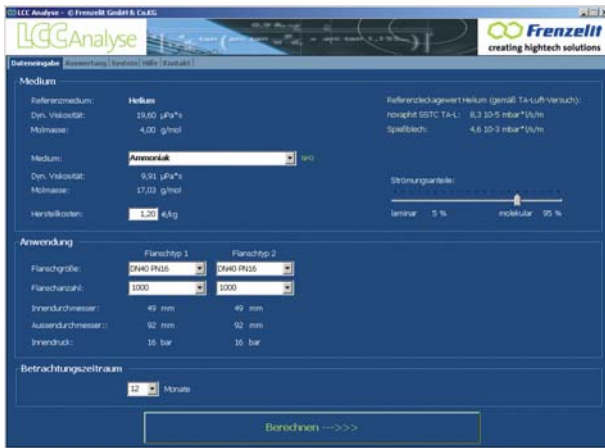 LCC Analyse - © Frenzelit GmbH & Co.KG
LCC Analyse
Frenzelit
creating hightech solutions
Dateneingabe Auswertung System Hilfe Kontakt
Medium
Referenzmedium: Helium
Referenzleckagewert Helium (gemäß TA-Luft-Versuch):
Dyn. Viskosität: 19,60 µPa*s
novaphit SSTC TA-L: 8,3 10-5 mbar*l/s/m
Molmasse: 4,00 g/mol
Spießblech: 4,6 10-3 mbar*l/s/m
Medium: Ammoniak NH3
Dyn. Viskosität: 9,91 µPa*s
Strömungsanteile:
Molmasse: 17,03 g/mol
Herstellkosten: 1,20 €/kg
laminar 5 % molekular 95 %
Anwendung
Flanschtyp 1 Flanschtyp 2
Flanschgröße: DN40 PN16 DN40 PN16
Flanschanzahl: 1000 1000
Innendurchmesser: 49 mm 49 mm
Aussendurchmesser:: 92 mm 92 mm
Innendruck: 16 bar 16 bar
Betrachtungszeitraum
12 Monate
Berechnen --->>>